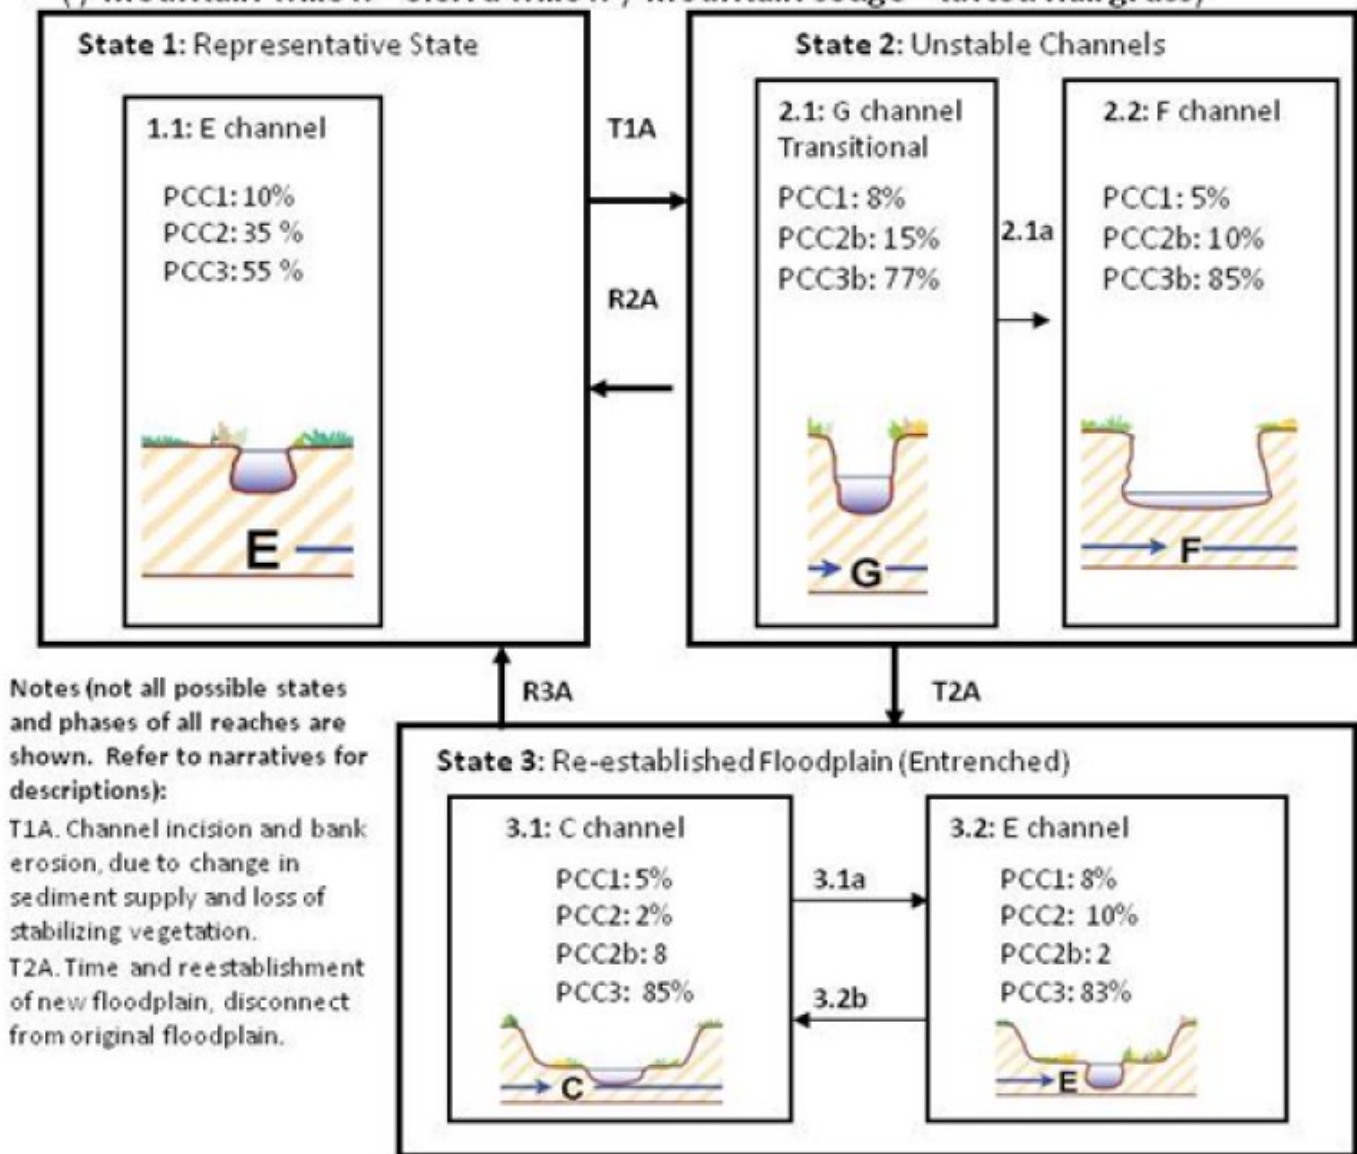 State 1: Representative State
1.1: E channel
PCC1: 10%
PCC2: 35 %
PCC3: 55 %
E
T1A
R2A
State 2: Unstable Channels
2.1: G channel
Transitional
PCC1: 8%
PCC2b: 15%
PCC3b: 77%
G
2.1a
2.2: F channel
PCC1: 5%
PCC2b: 10%
PCC3b: 85%
F
R3A
T2A
Notes (not all possible states
and phases of all reaches are
shown. Refer to narratives for
descriptions):
T1A. Channel incision and bank
erosion, due to change in
sediment supply and loss of
stabilizing vegetation.
T2A. Time and reestablishment
of new floodplain, disconnect
from original floodplain.
State 3: Re-established Floodplain (Entrenched)
3.1: C channel
PCC1: 5%
PCC2: 2%
PCC2b: 8
PCC3: 85%
C
3.1a
3.2b
3.2: E channel
PCC1: 8%
PCC2: 10%
PCC2b: 2
PCC3: 83%
E